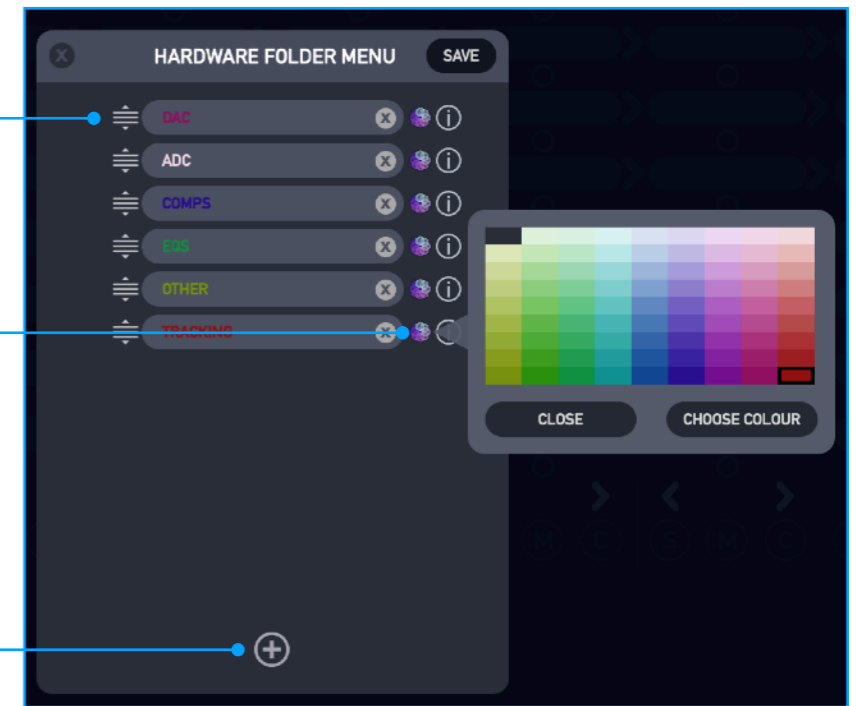 X HARDWARE FOLDER MENU SAVE
DAC X i
ADC X i
COMPS X i
EQS X i
OTHER X i
TRACKING X
CLOSE CHOOSE COLOUR
M C S M C